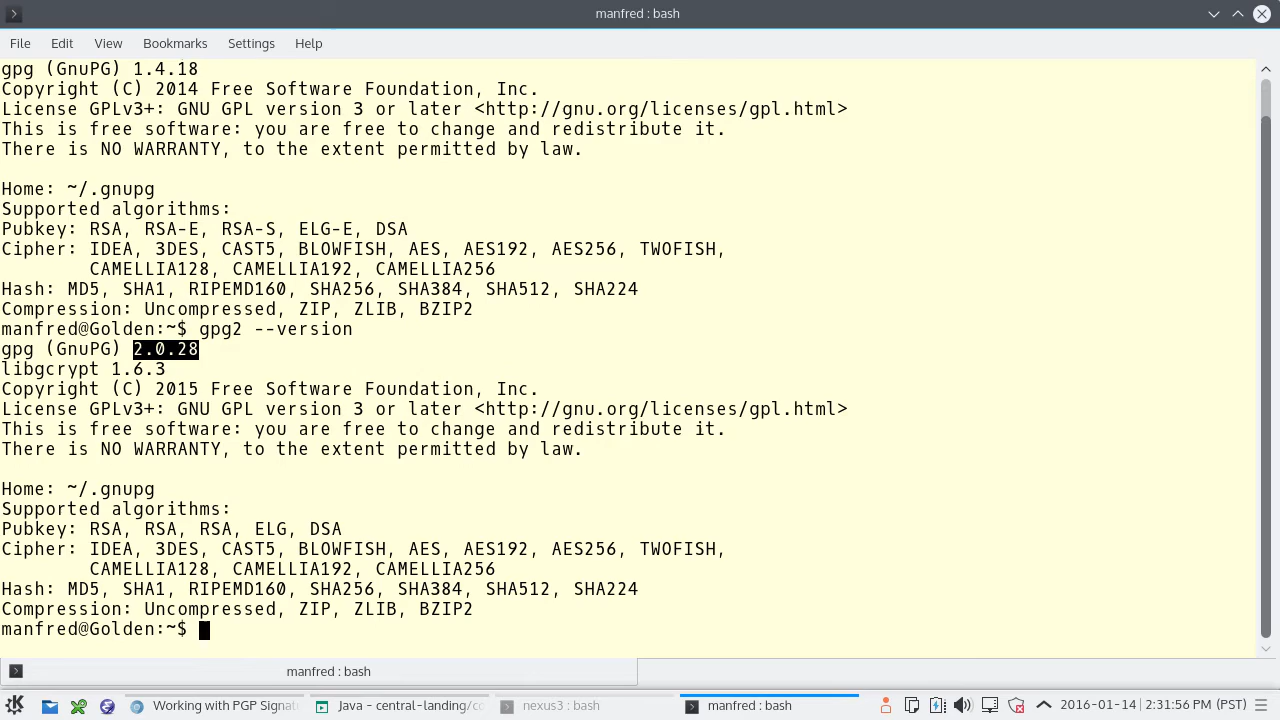 manfred : bash
File Edit View Bookmarks Settings Help
gpg (GnuPG) 1.4.18
Copyright (C) 2014 Free Software Foundation, Inc.
License GPLv3+: GNU GPL version 3 or later <http://gnu.org/licenses/gpl.html>
This is free software: you are free to change and redistribute it.
There is NO WARRANTY, to the extent permitted by law.
Home: ~/.gnupg
Supported algorithms:
Pubkey: RSA, RSA-E, RSA-S, ELG-E, DSA
Cipher: IDEA, 3DES, CAST5, BLOWFISH, AES, AES192, AES256, TWOFISH,
CAMELLIA128, CAMELLIA192, CAMELLIA256
Hash: MD5, SHA1, RIPEMD160, SHA256, SHA384, SHA512, SHA224
Compression: Uncompressed, ZIP, ZLIB, BZIP2
manfred@Golden:~$ gpg2 --version
gpg (GnuPG) 2.0.28
libgcrypt 1.6.3
Copyright (C) 2015 Free Software Foundation, Inc.
License GPLv3+: GNU GPL version 3 or later <http://gnu.org/licenses/gpl.html>
This is free software: you are free to change and redistribute it.
There is NO WARRANTY, to the extent permitted by law.
Home: ~/.gnupg
Supported algorithms:
Pubkey: RSA, RSA, RSA, ELG, DSA
Cipher: IDEA, 3DES, CAST5, BLOWFISH, AES, AES192, AES256, TWOFISH,
CAMELLIA128, CAMELLIA192, CAMELLIA256
Hash: MD5, SHA1, RIPEMD160, SHA256, SHA384, SHA512, SHA224
Compression: Uncompressed, ZIP, ZLIB, BZIP2
manfred@Golden:~$
manfred : bash
Working with PGP Signat Java - central-landing/co nexus3 : bash manfred : bash 2016-01-14 2:31:56 PM (PST)